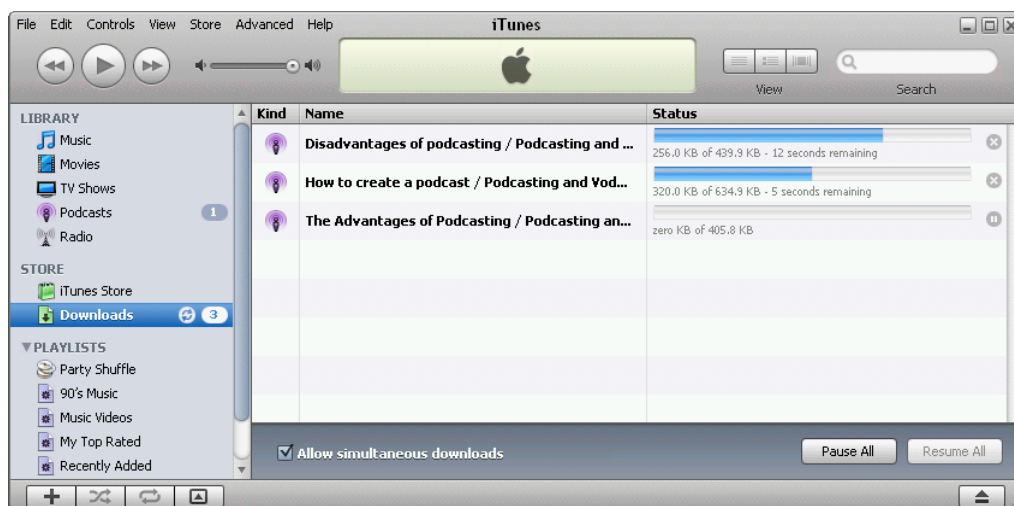 File Edit Controls View Store Advanced Help
iTunes
View
Search
LIBRARY
Music
Movies
TV Shows
Podcasts 1
Radio
STORE
iTunes Store
Downloads 3
PLAYLISTS
Party Shuffle
90's Music
Music Videos
My Top Rated
Recently Added
Kind Name Status
Disadvantages of podcasting / Podcasting and ...
256.0 KB of 439.9 KB - 12 seconds remaining
How to create a podcast / Podcasting and Vod...
320.0 KB of 634.9 KB - 5 seconds remaining
The Advantages of Podcasting / Podcasting an...
zero KB of 405.8 KB
Allow simultaneous downloads
Pause All
Resume All